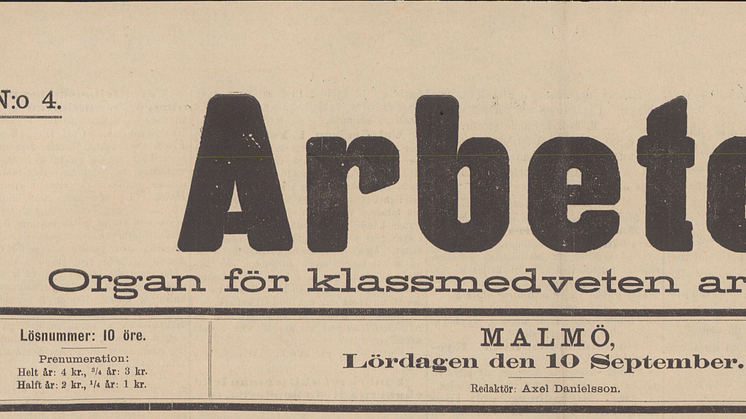 N:o 4.
Arbete
Organ för klassmedveten ar
Lösnummer: 10 öre.
Prenumeration:
Helt år: 4 kr., ³/₄ år: 3 kr.
Halft år: 2 kr., ¹/₄ år: 1 kr.
MALMÖ,
Lördagen den 10 September.
Redaktör: Axel Danielsson.